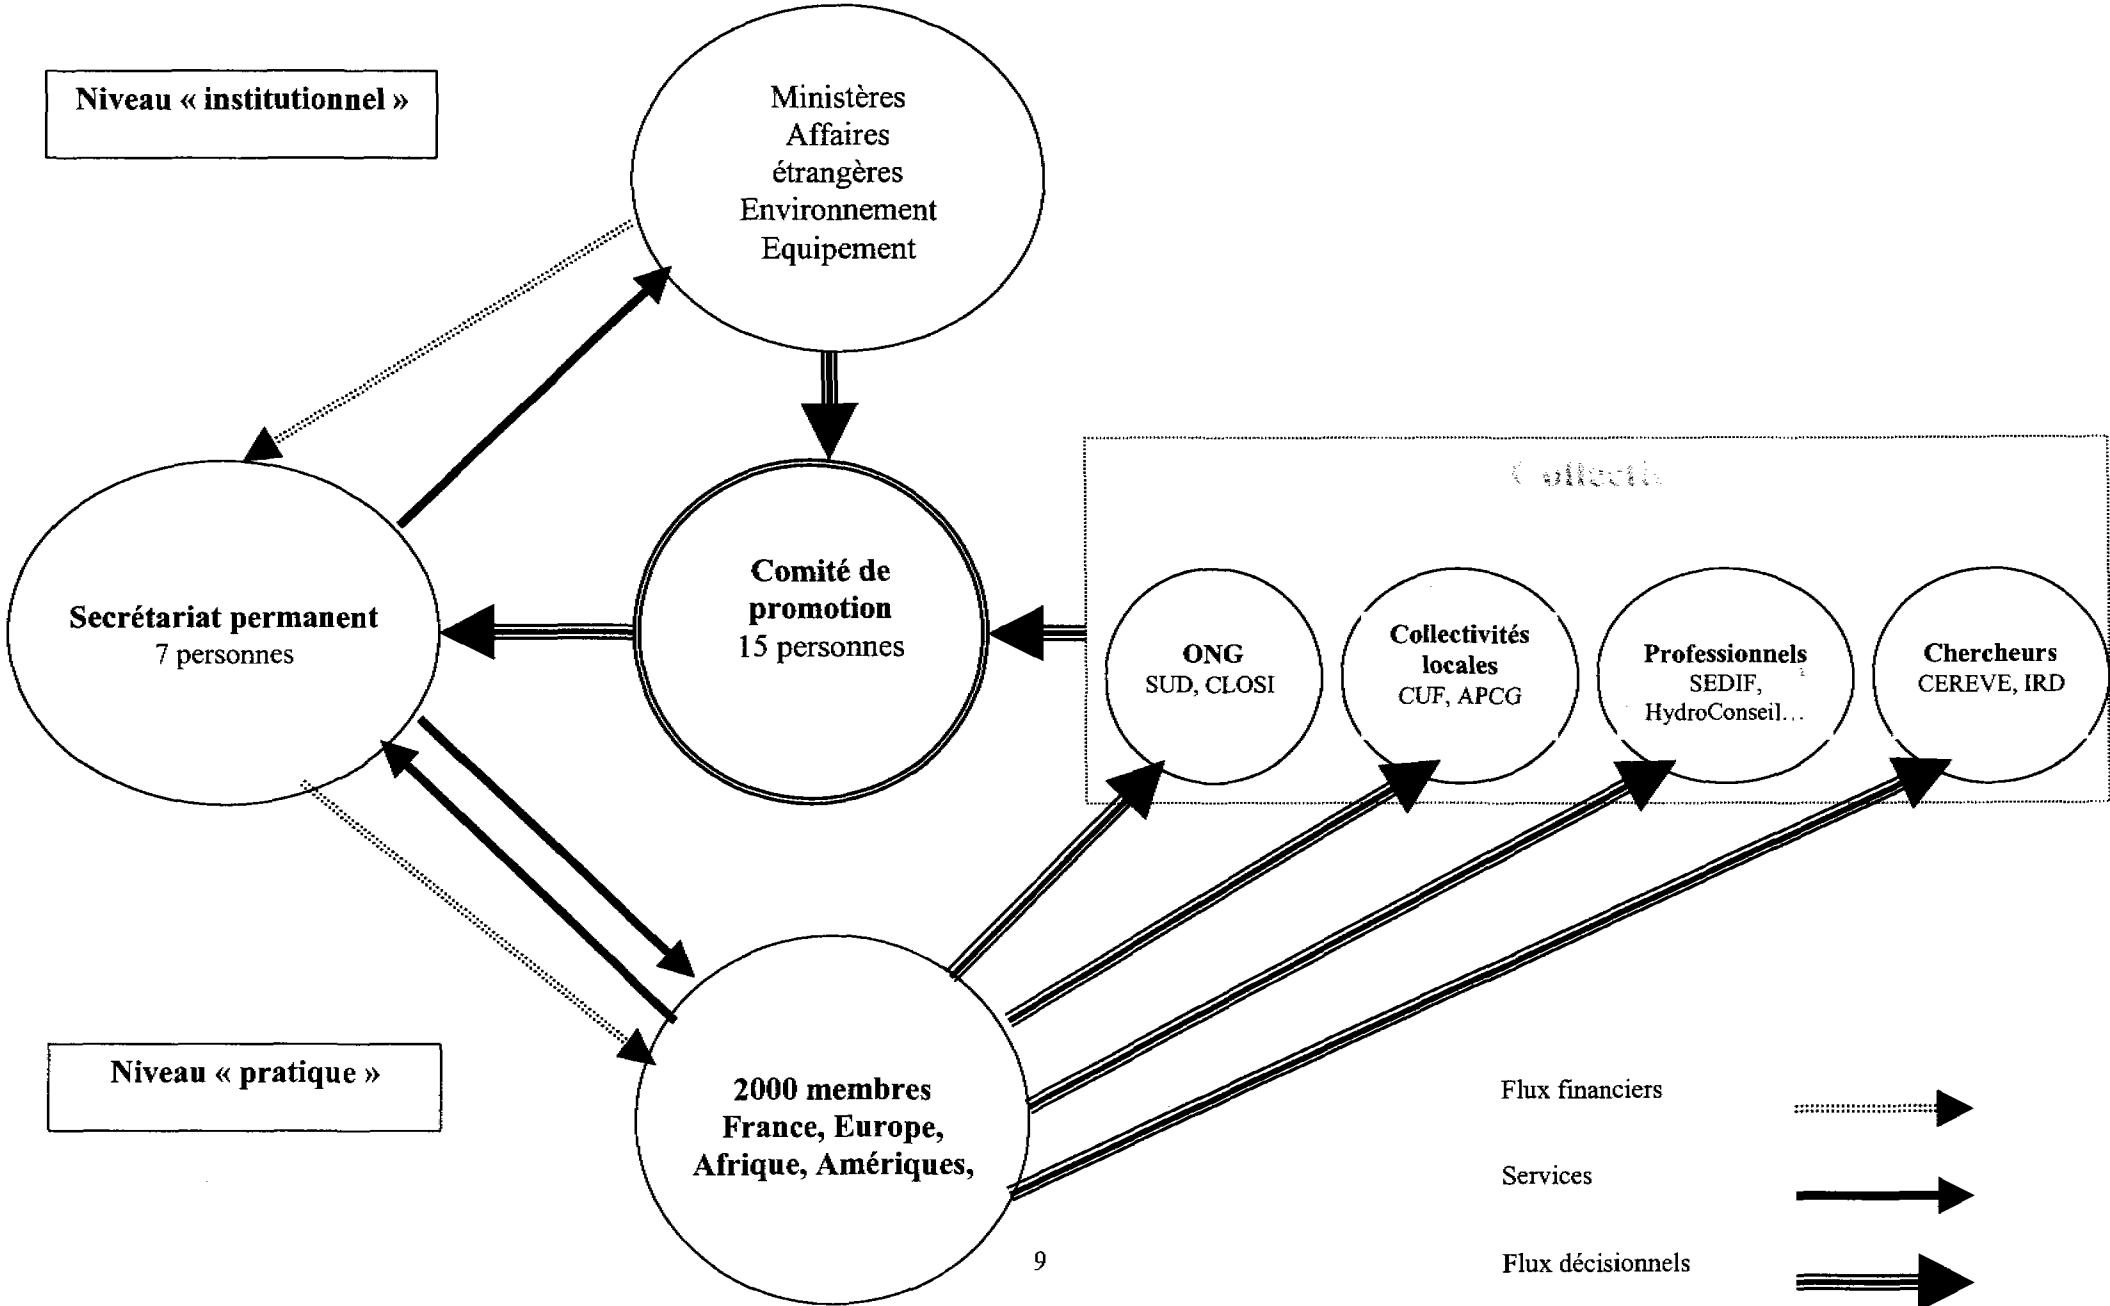 Niveau « institutionnel »
Ministères
Affaires
étrangères
Environnement
Equipement
Secrétariat permanent
7 personnes
Comité de
promotion
15 personnes
ONG
SUD, CLOSI
Collectivités
locales
CUF, APCG
Professionnels
SEDIF,
HydroConseil...
Chercheurs
CEREVE, IRD
Niveau « pratique »
2000 membres
France, Europe,
Afrique, Amériques,
Flux financiers
Services
Flux décisionnels
9